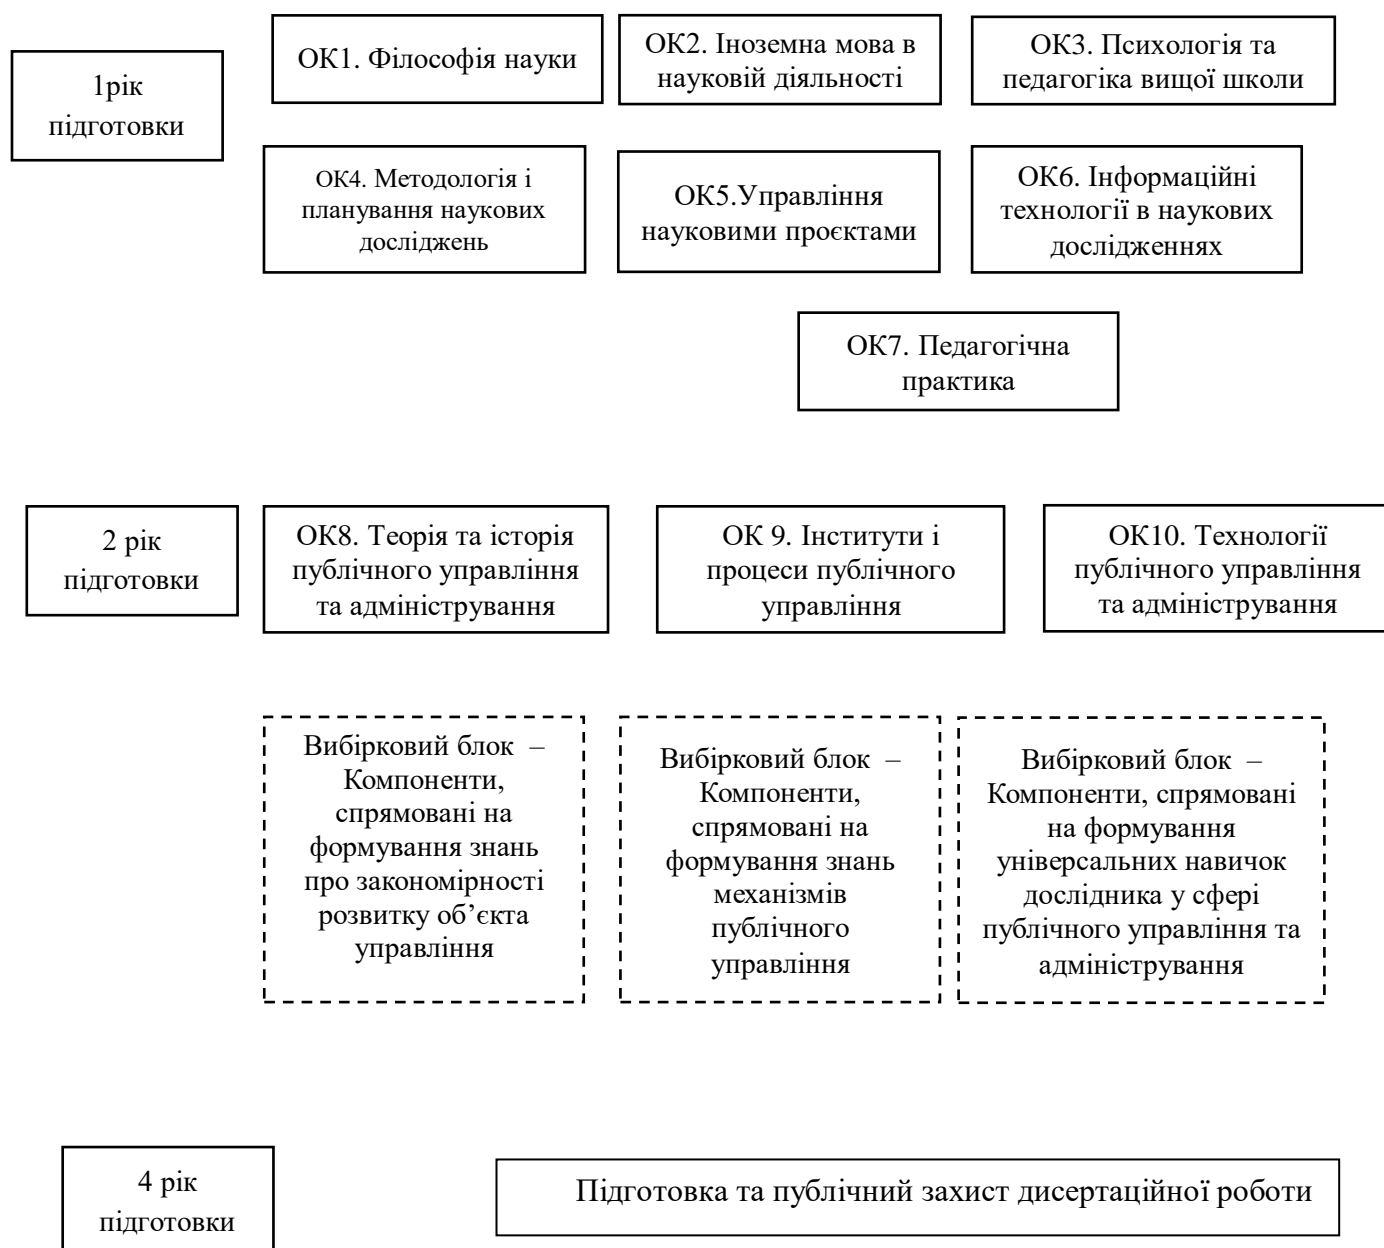 1рік
підготовки
ОК1. Філософія науки
ОК2. Іноземна мова в
науковій діяльності
ОК3. Психологія та
педагогіка вищої школи
ОК4. Методологія і
планування наукових
досліджень
ОК5.Управління
науковими проєктами
ОК6. Інформаційні
технології в наукових
дослідженнях
ОК7. Педагогічна
практика
2 рік
підготовки
ОК8. Теорія та історія
публічного управління
та адміністрування
ОК 9. Інститути і
процеси публічного
управління
ОК10. Технології
публічного управління
та адміністрування
Вибірковий блок –
Компоненти,
спрямовані на
формування знань
про закономірності
розвитку об’єкта
управління
Вибірковий блок –
Компоненти,
спрямовані на
формування знань
механізмів
публічного
управління
Вибірковий блок –
Компоненти, спрямовані
на формування
універсальних навичок
дослідника у сфері
публічного управління та
адміністрування
4 рік
підготовки
Підготовка та публічний захист дисертаційної роботи